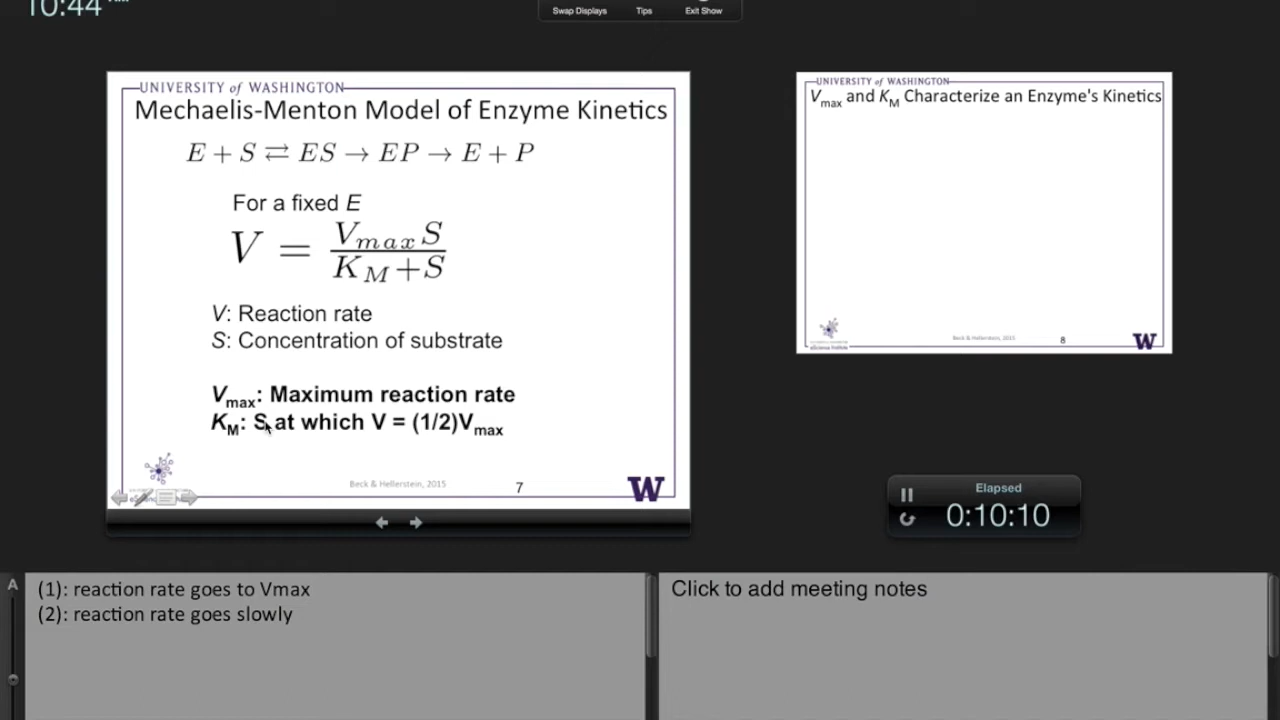 10:44
Swap Displays Tips Exit Show
UNIVERSITY of WASHINGTON
Mechaelis-Menton Model of Enzyme Kinetics
E + S ⇄ ES → EP → E + P
For a fixed E
V = VmaxS / KM+S
V: Reaction rate
S: Concentration of substrate
Vmax: Maximum reaction rate
KM: S at which V = (1/2)Vmax
Beck & Hellerstein, 2015
7
W
UNIVERSITY of WASHINGTON
Vmax and KM Characterize an Enzyme's Kinetics
eScience Institute
Beck & Hellerstein, 2015
8
W
Elapsed
0:10:10
A
(1): reaction rate goes to Vmax
(2): reaction rate goes slowly
Click to add meeting notes